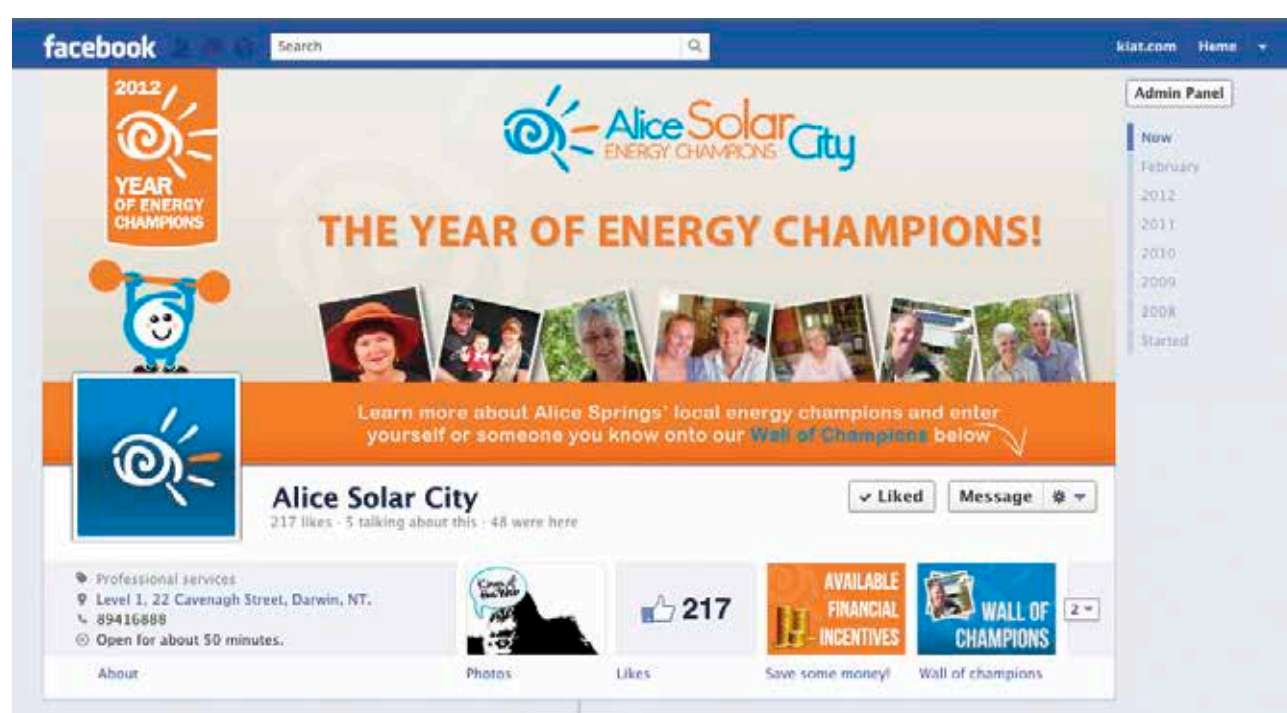 facebook
Search
kiat.com Home
Admin Panel
Now
February
2012
2011
2010
2009
2008
Started
2012
YEAR
OF ENERGY
CHAMPIONS
Alice Solar City
ENERGY CHAMPIONS
THE YEAR OF ENERGY CHAMPIONS!
Learn more about Alice Springs' local energy champions and enter
yourself or someone you know onto our Wall of Champions below
Alice Solar City
217 likes · 5 talking about this · 48 were here
Liked
Message
Professional services
Level 1, 22 Cavenagh Street, Darwin, NT.
89416888
Open for about 50 minutes.
About
Photos
217
Likes
AVAILABLE
FINANCIAL
INCENTIVES
Save some money!
WALL OF
CHAMPIONS
Wall of champions
2